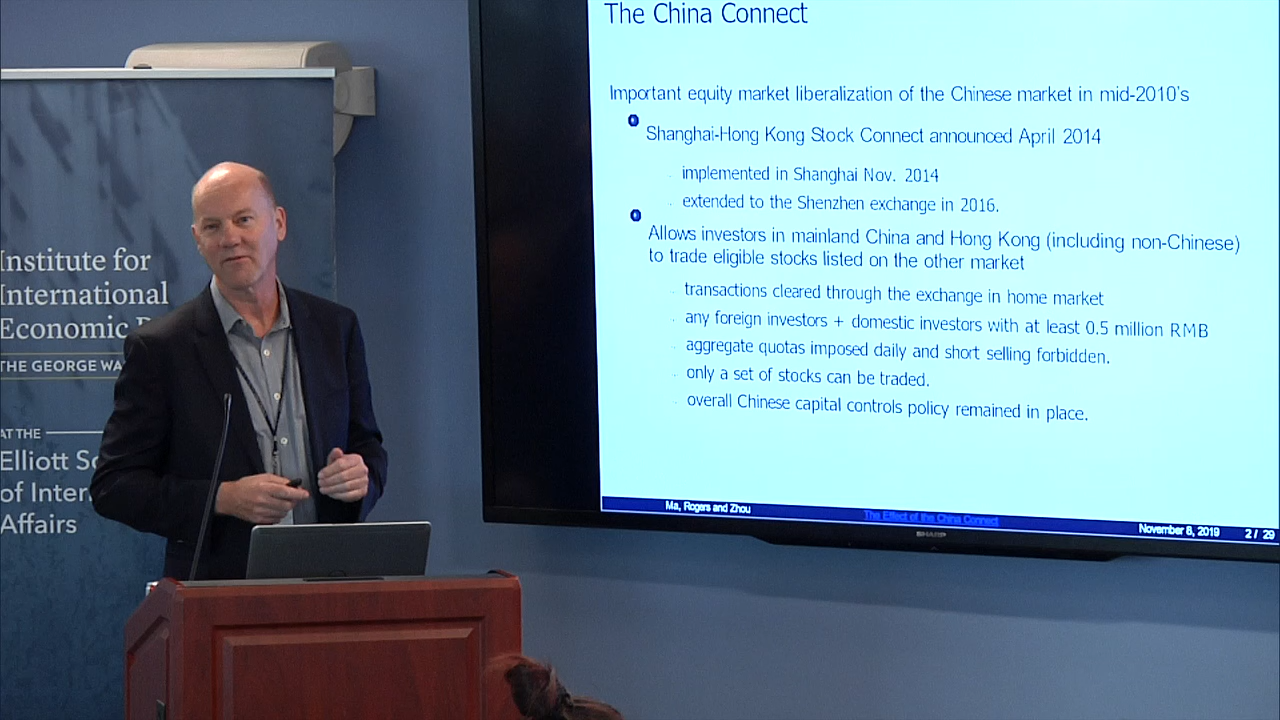 Institute for
International
Economic
THE GEORGE
AT THE
Elliott
of
Affairs
The China Connect
Important equity market liberalization of the Chinese market in mid-2010's
Shanghai-Hong Kong Stock Connect announced April 2014
implemented in Shanghai Nov. 2014
extended to the Shenzhen exchange in 2016.
Allows investors in mainland China and Hong Kong (including non-Chinese)
to trade eligible stocks listed on the other market
transactions cleared through the exchange in home market
any foreign investors + domestic investors with at least 0.5 million RMB
aggregate quotas imposed daily and short selling forbidden.
only a set of stocks can be traded.
overall Chinese capital controls policy remained in place.
Ma, Rogers and Zhou
The Effect of the China Connect
November 8, 2019 2 / 29
SHARP